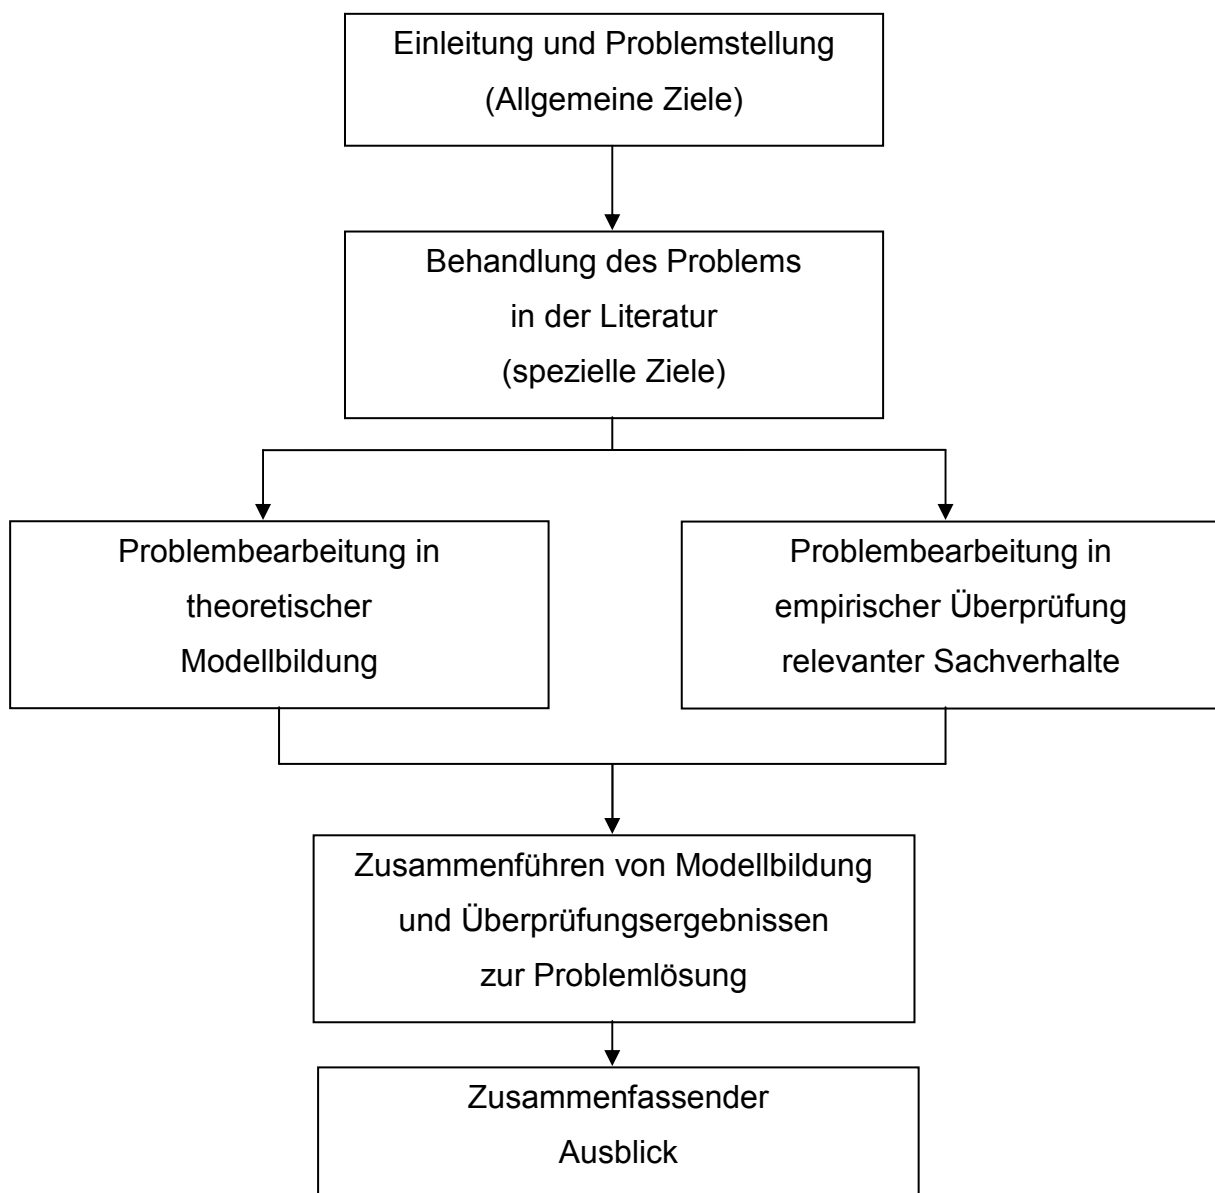 Einleitung und Problemstellung
(Allgemeine Ziele)
Behandlung des Problems
in der Literatur
(spezielle Ziele)
Problembearbeitung in
theoretischer
Modellbildung
Problembearbeitung in
empirischer Überprüfung
relevanter Sachverhalte
Zusammenführen von Modellbildung
und Überprüfungsergebnissen
zur Problemlösung
Zusammenfassender
Ausblick